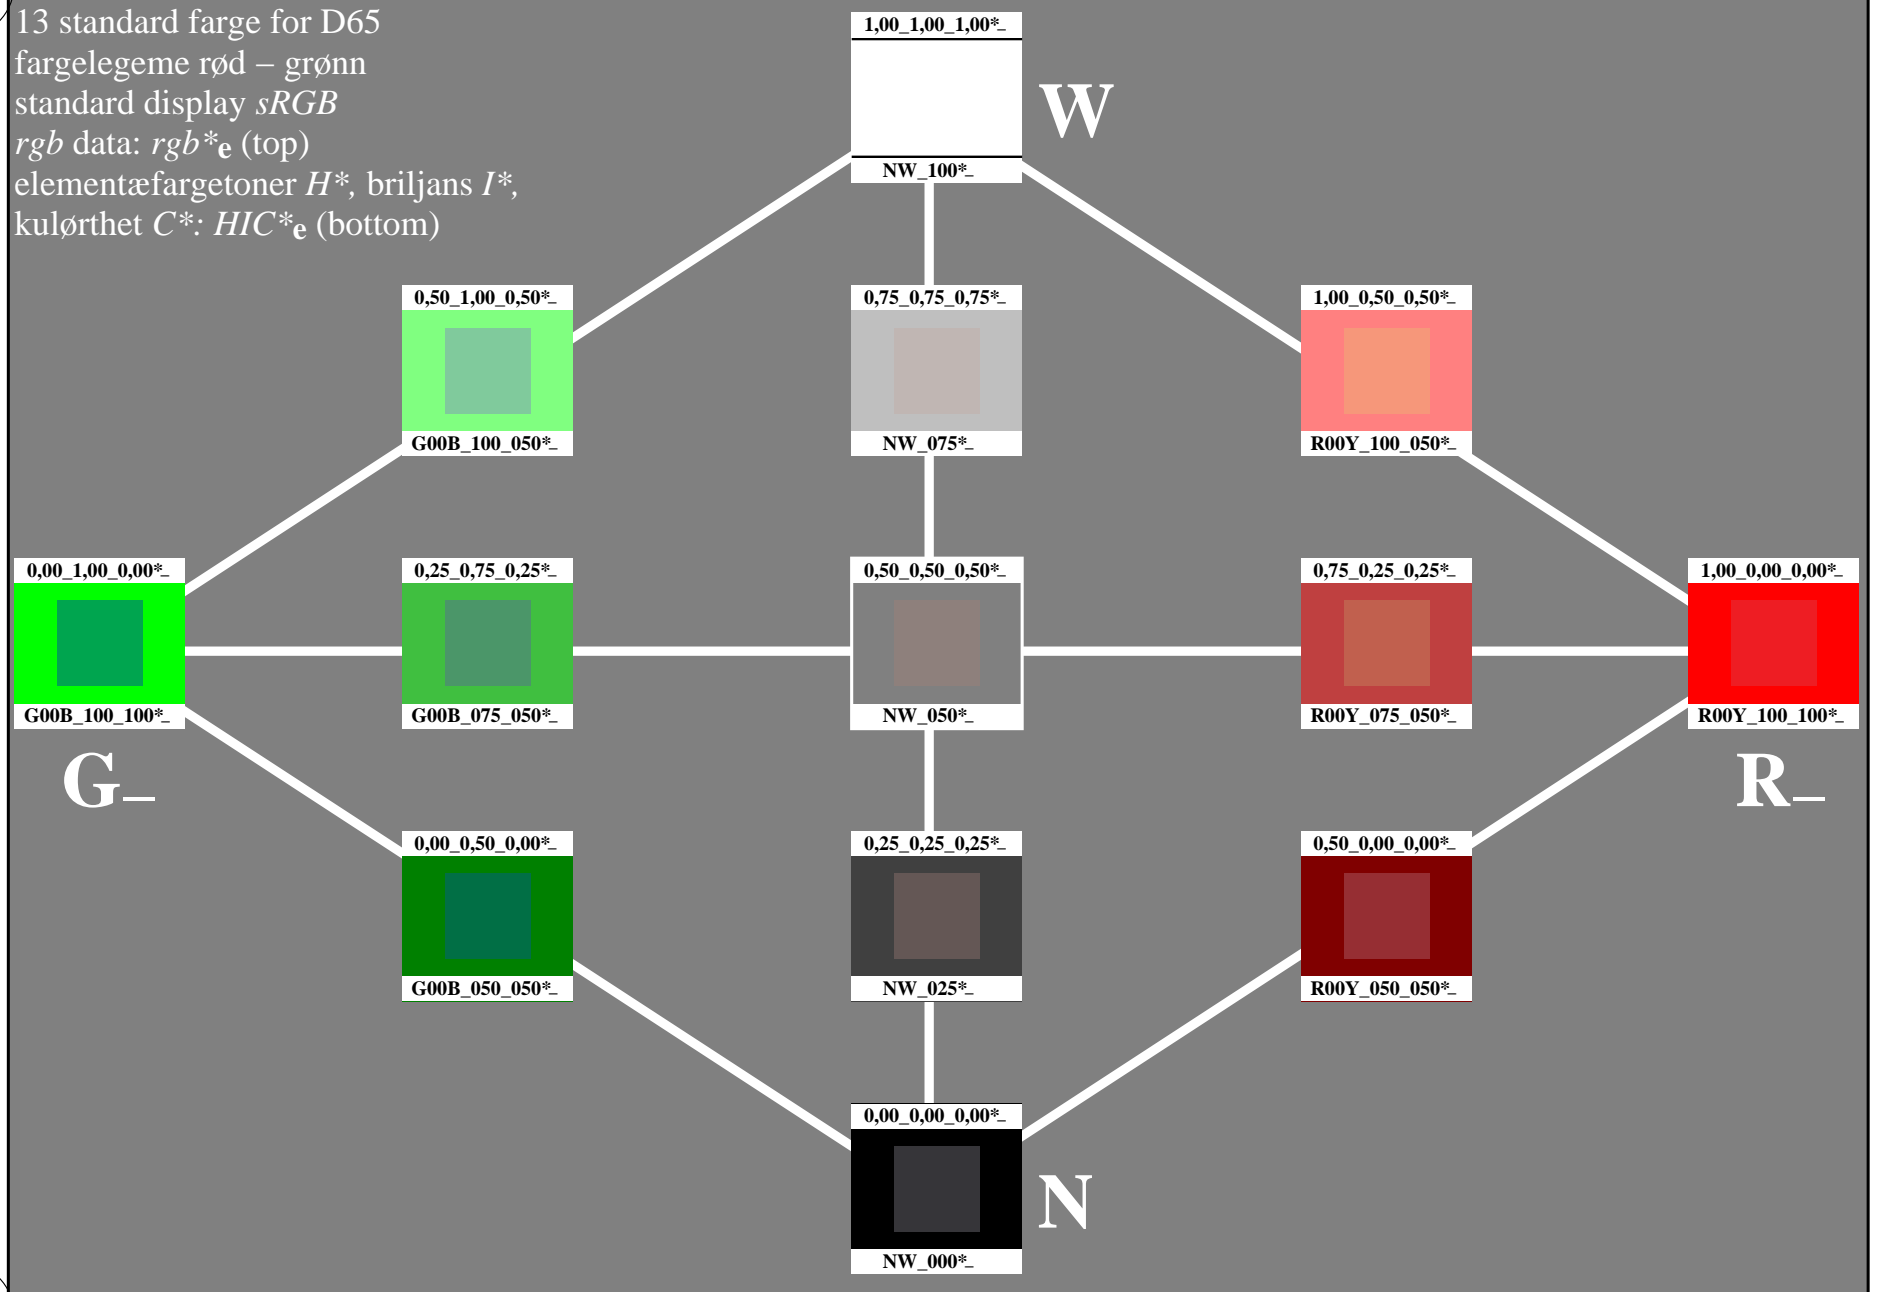 13 standard farge for D65
fargelegeme rød – grønn
standard display sRGB
rgb data: rgb*e (top)
elementæfargetoner H*, briljans I*,
kulørthet C*: HIC*e (bottom)
1,00_1,00_1,00*_
W
NW_100*_
0,50_1,00_0,50*_
0,75_0,75_0,75*_
1,00_0,50_0,50*_
G00B_100_050*_
NW_075*_
R00Y_100_050*_
0,00_1,00_0,00*_
0,25_0,75_0,25*_
0,50_0,50_0,50*_
0,75_0,25_0,25*_
1,00_0,00_0,00*_
G00B_100_100*_
G00B_075_050*_
NW_050*_
R00Y_075_050*_
R00Y_100_100*_
G_
R_
0,00_0,50_0,00*_
0,25_0,25_0,25*_
0,50_0,00_0,00*_
G00B_050_050*_
NW_025*_
R00Y_050_050*_
0,00_0,00_0,00*_
N
NW_000*_